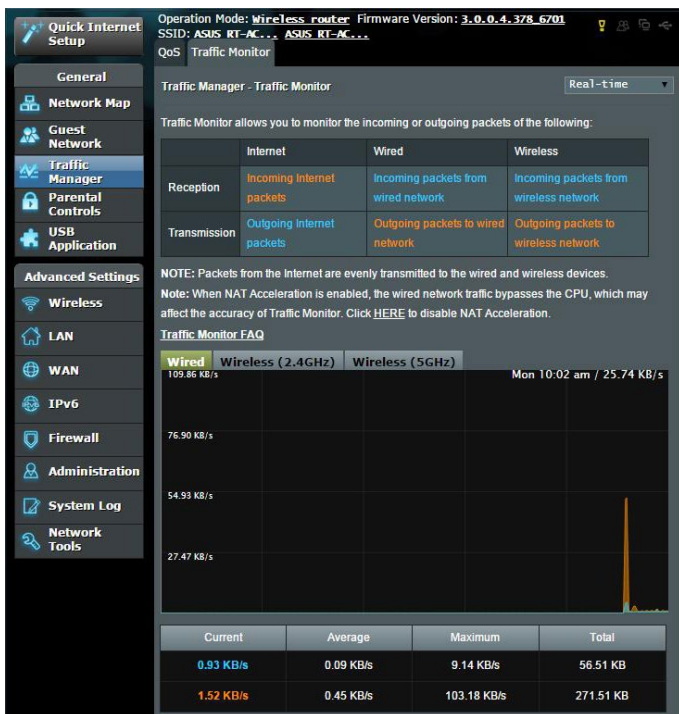 Quick Internet
Setup
General
Network Map
Guest
Network
Traffic
Manager
Parental
Controls
USB
Application
Advanced Settings
Wireless
LAN
WAN
IPv6
Firewall
Administration
System Log
Network
Tools
Operation Mode: Wireless router Firmware Version: 3.0.0.4.378_6701
SSID: ASUS RT-AC... ASUS RT-AC...
QoS Traffic Monitor
Traffic Manager - Traffic Monitor
Real-time
Traffic Monitor allows you to monitor the incoming or outgoing packets of the following:
Internet Wired Wireless
Reception
Incoming Internet
packets
Incoming packets from
wired network
Incoming packets from
wireless network
Transmission
Outgoing Internet
packets
Outgoing packets to wired
network
Outgoing packets to
wireless network
NOTE: Packets from the Internet are evenly transmitted to the wired and wireless devices.
Note: When NAT Acceleration is enabled, the wired network traffic bypasses the CPU, which may
affect the accuracy of Traffic Monitor. Click HERE to disable NAT Acceleration.
Traffic Monitor FAQ
Wired Wireless (2.4GHz) Wireless (5GHz)
109.86 KB/s
Mon 10:02 am / 25.74 KB/s
76.90 KB/s
54.93 KB/s
27.47 KB/s
Current Average Maximum Total
0.93 KB/s 0.09 KB/s 9.14 KB/s 56.51 KB
1.52 KB/s 0.45 KB/s 103.18 KB/s 271.51 KB